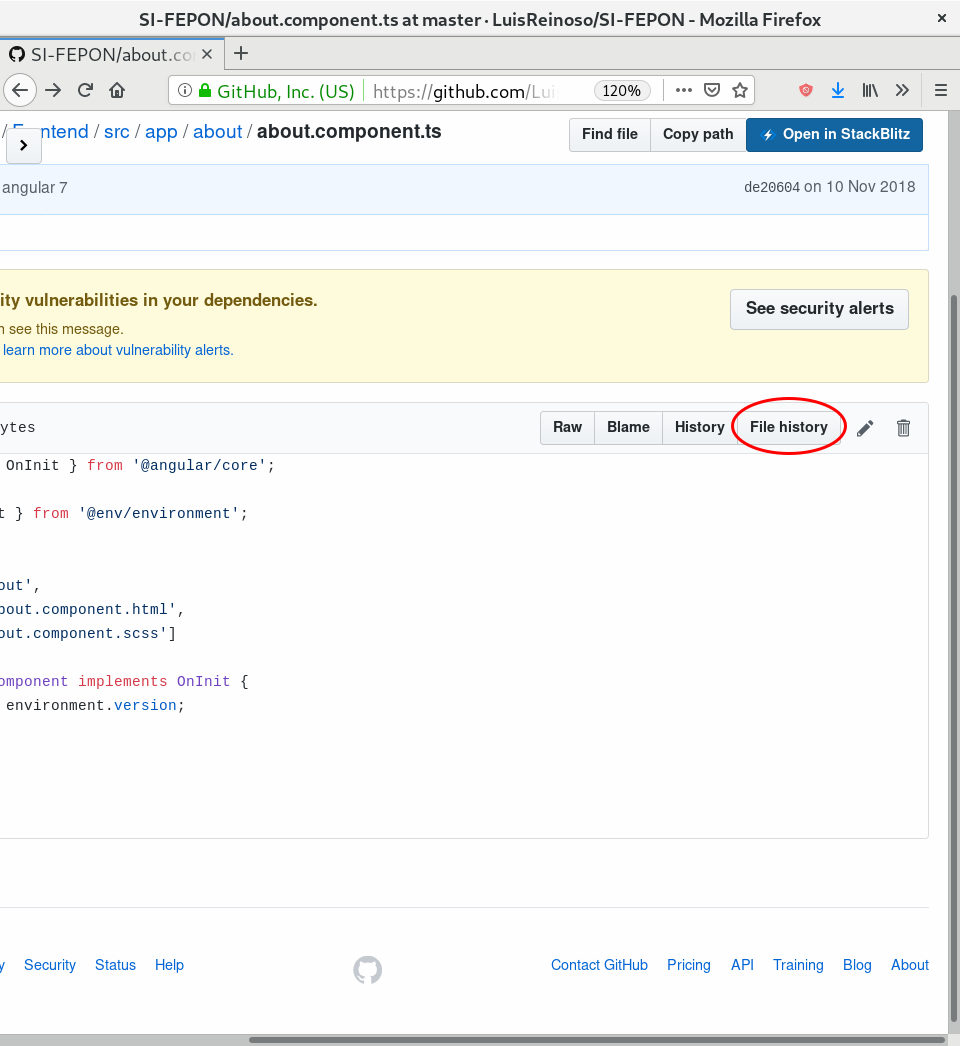 SI-FEPON/about.component.ts at master · LuisReinoso/SI-FEPON - Mozilla Firefox
SI-FEPON/about.co
GitHub, Inc. (US) https://github.com/Lui 120%
/ Frontend / src / app / about / about.component.ts Find file Copy path Open in StackBlitz
angular 7 de20604 on 10 Nov 2018
ity vulnerabilities in your dependencies.
See security alerts
n see this message.
learn more about vulnerability alerts.
ytes Raw Blame History File history
OnInit } from '@angular/core';
t } from '@env/environment';
out',
bout.component.html',
out.component.scss']
omponent implements OnInit {
environment.version;
y Security Status Help Contact GitHub Pricing API Training Blog About